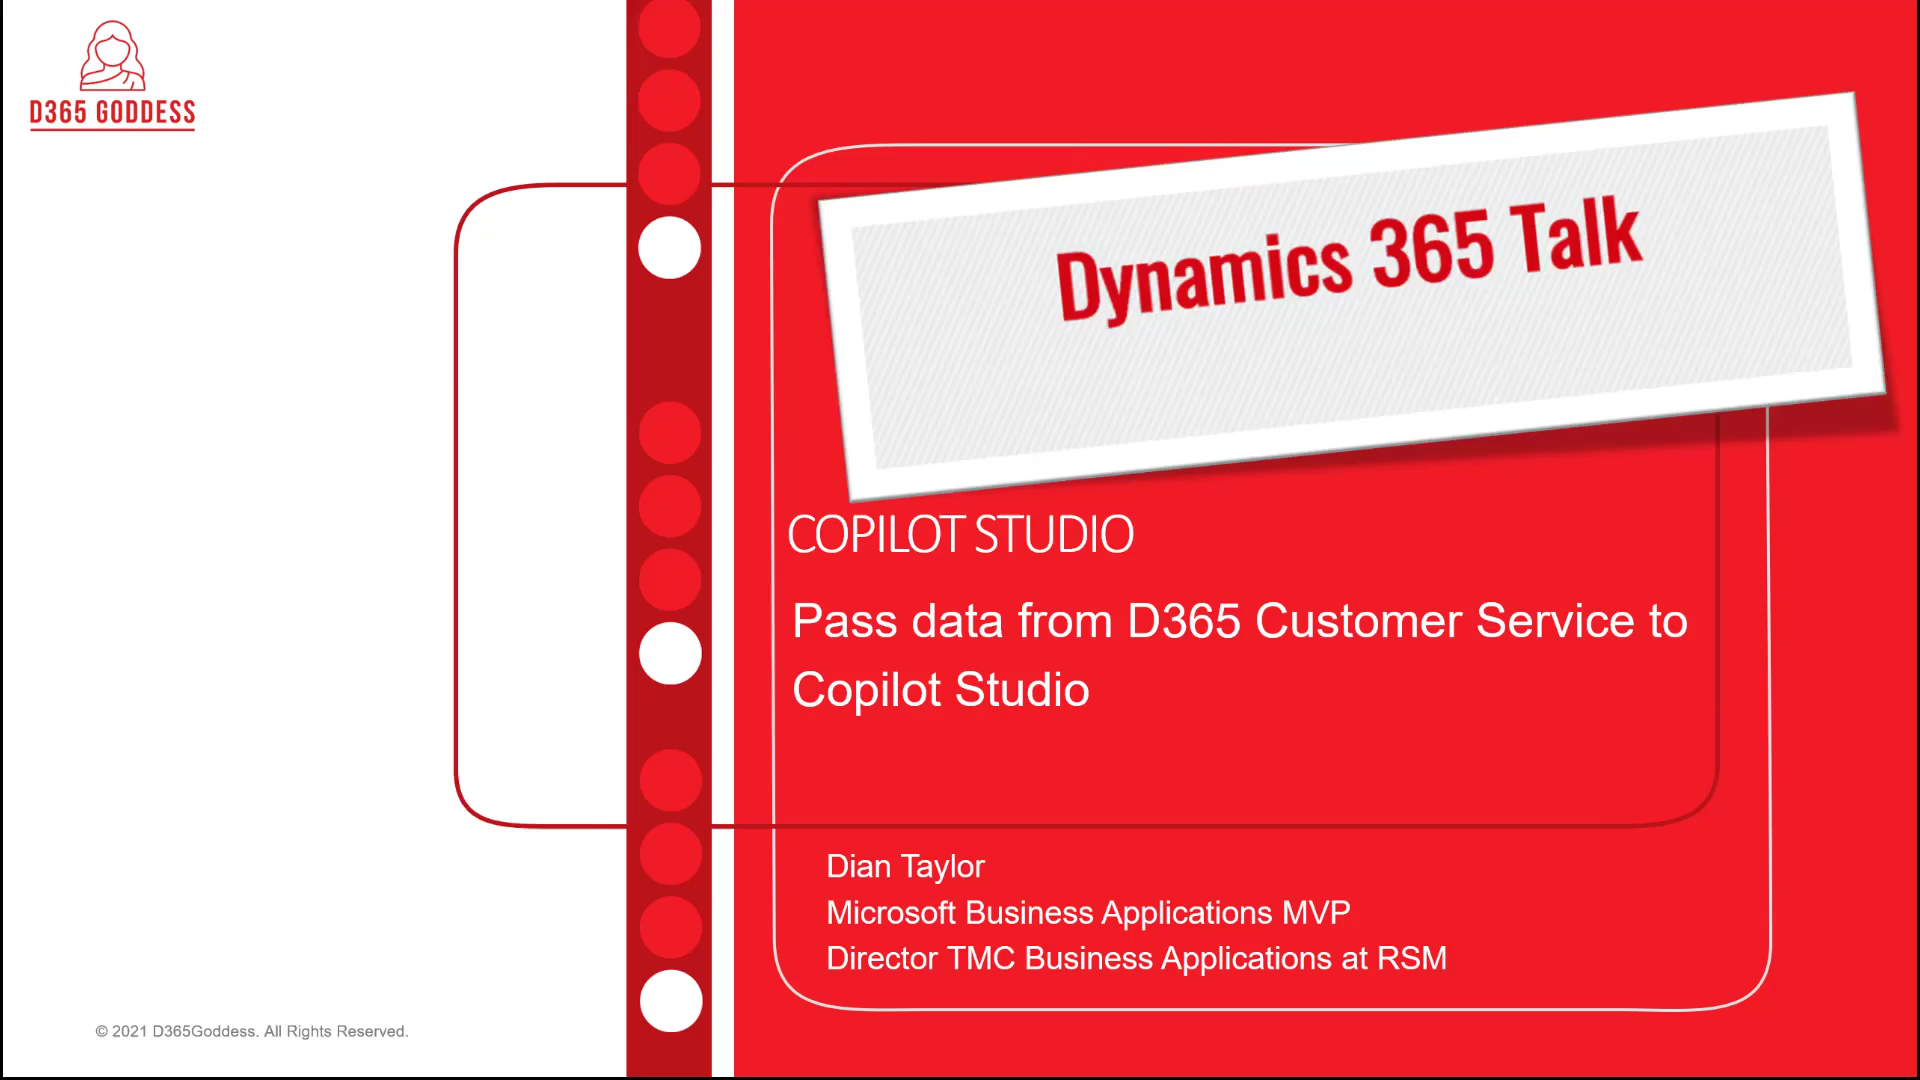 D365 GODDESS
Dynamics 365 Talk
COPILOT STUDIO
Pass data from D365 Customer Service to
Copilot Studio
Dian Taylor
Microsoft Business Applications MVP
Director TMC Business Applications at RSM
© 2021 D365Goddess. All Rights Reserved.